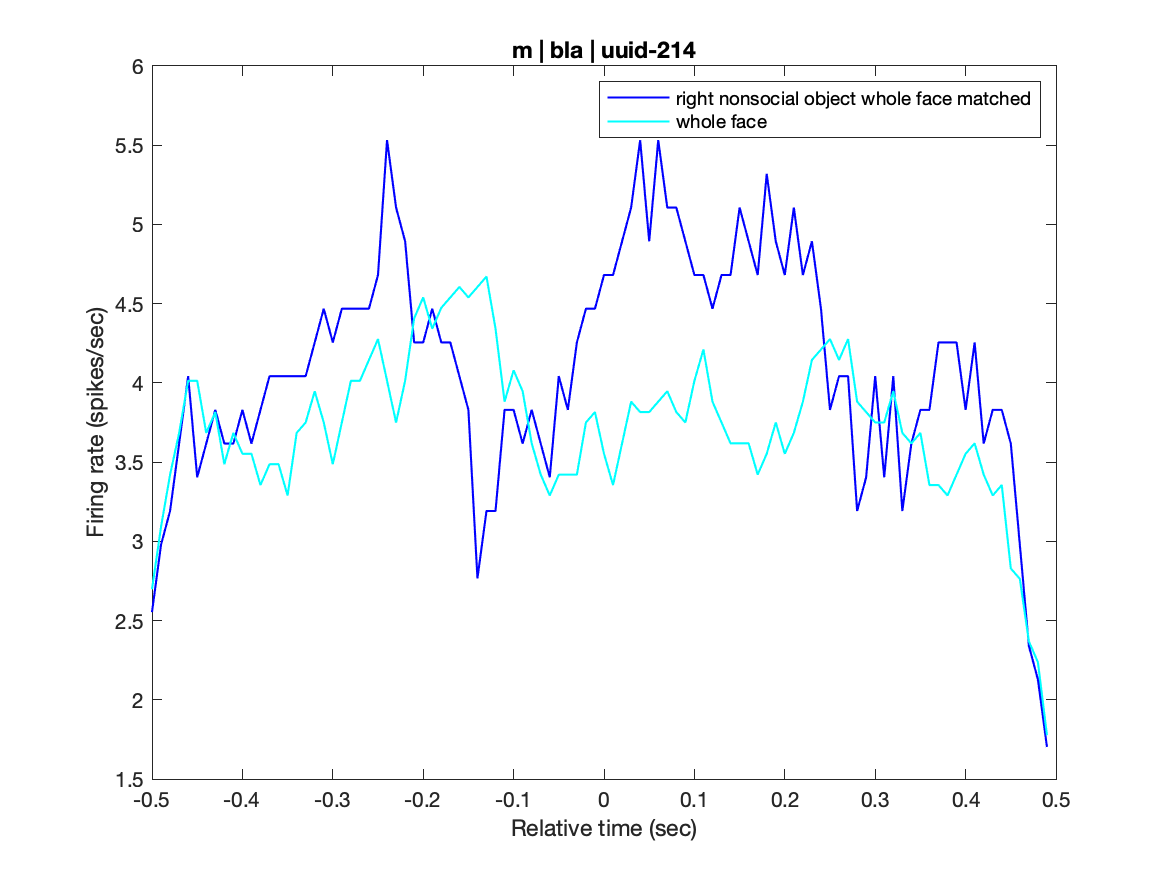 m | bla | uuid-214
right nonsocial object whole face matched
whole face
Firing rate (spikes/sec)
6
5.5
5
4.5
4
3.5
3
2.5
2
1.5
-0.5 -0.4 -0.3 -0.2 -0.1 0 0.1 0.2 0.3 0.4 0.5
Relative time (sec)